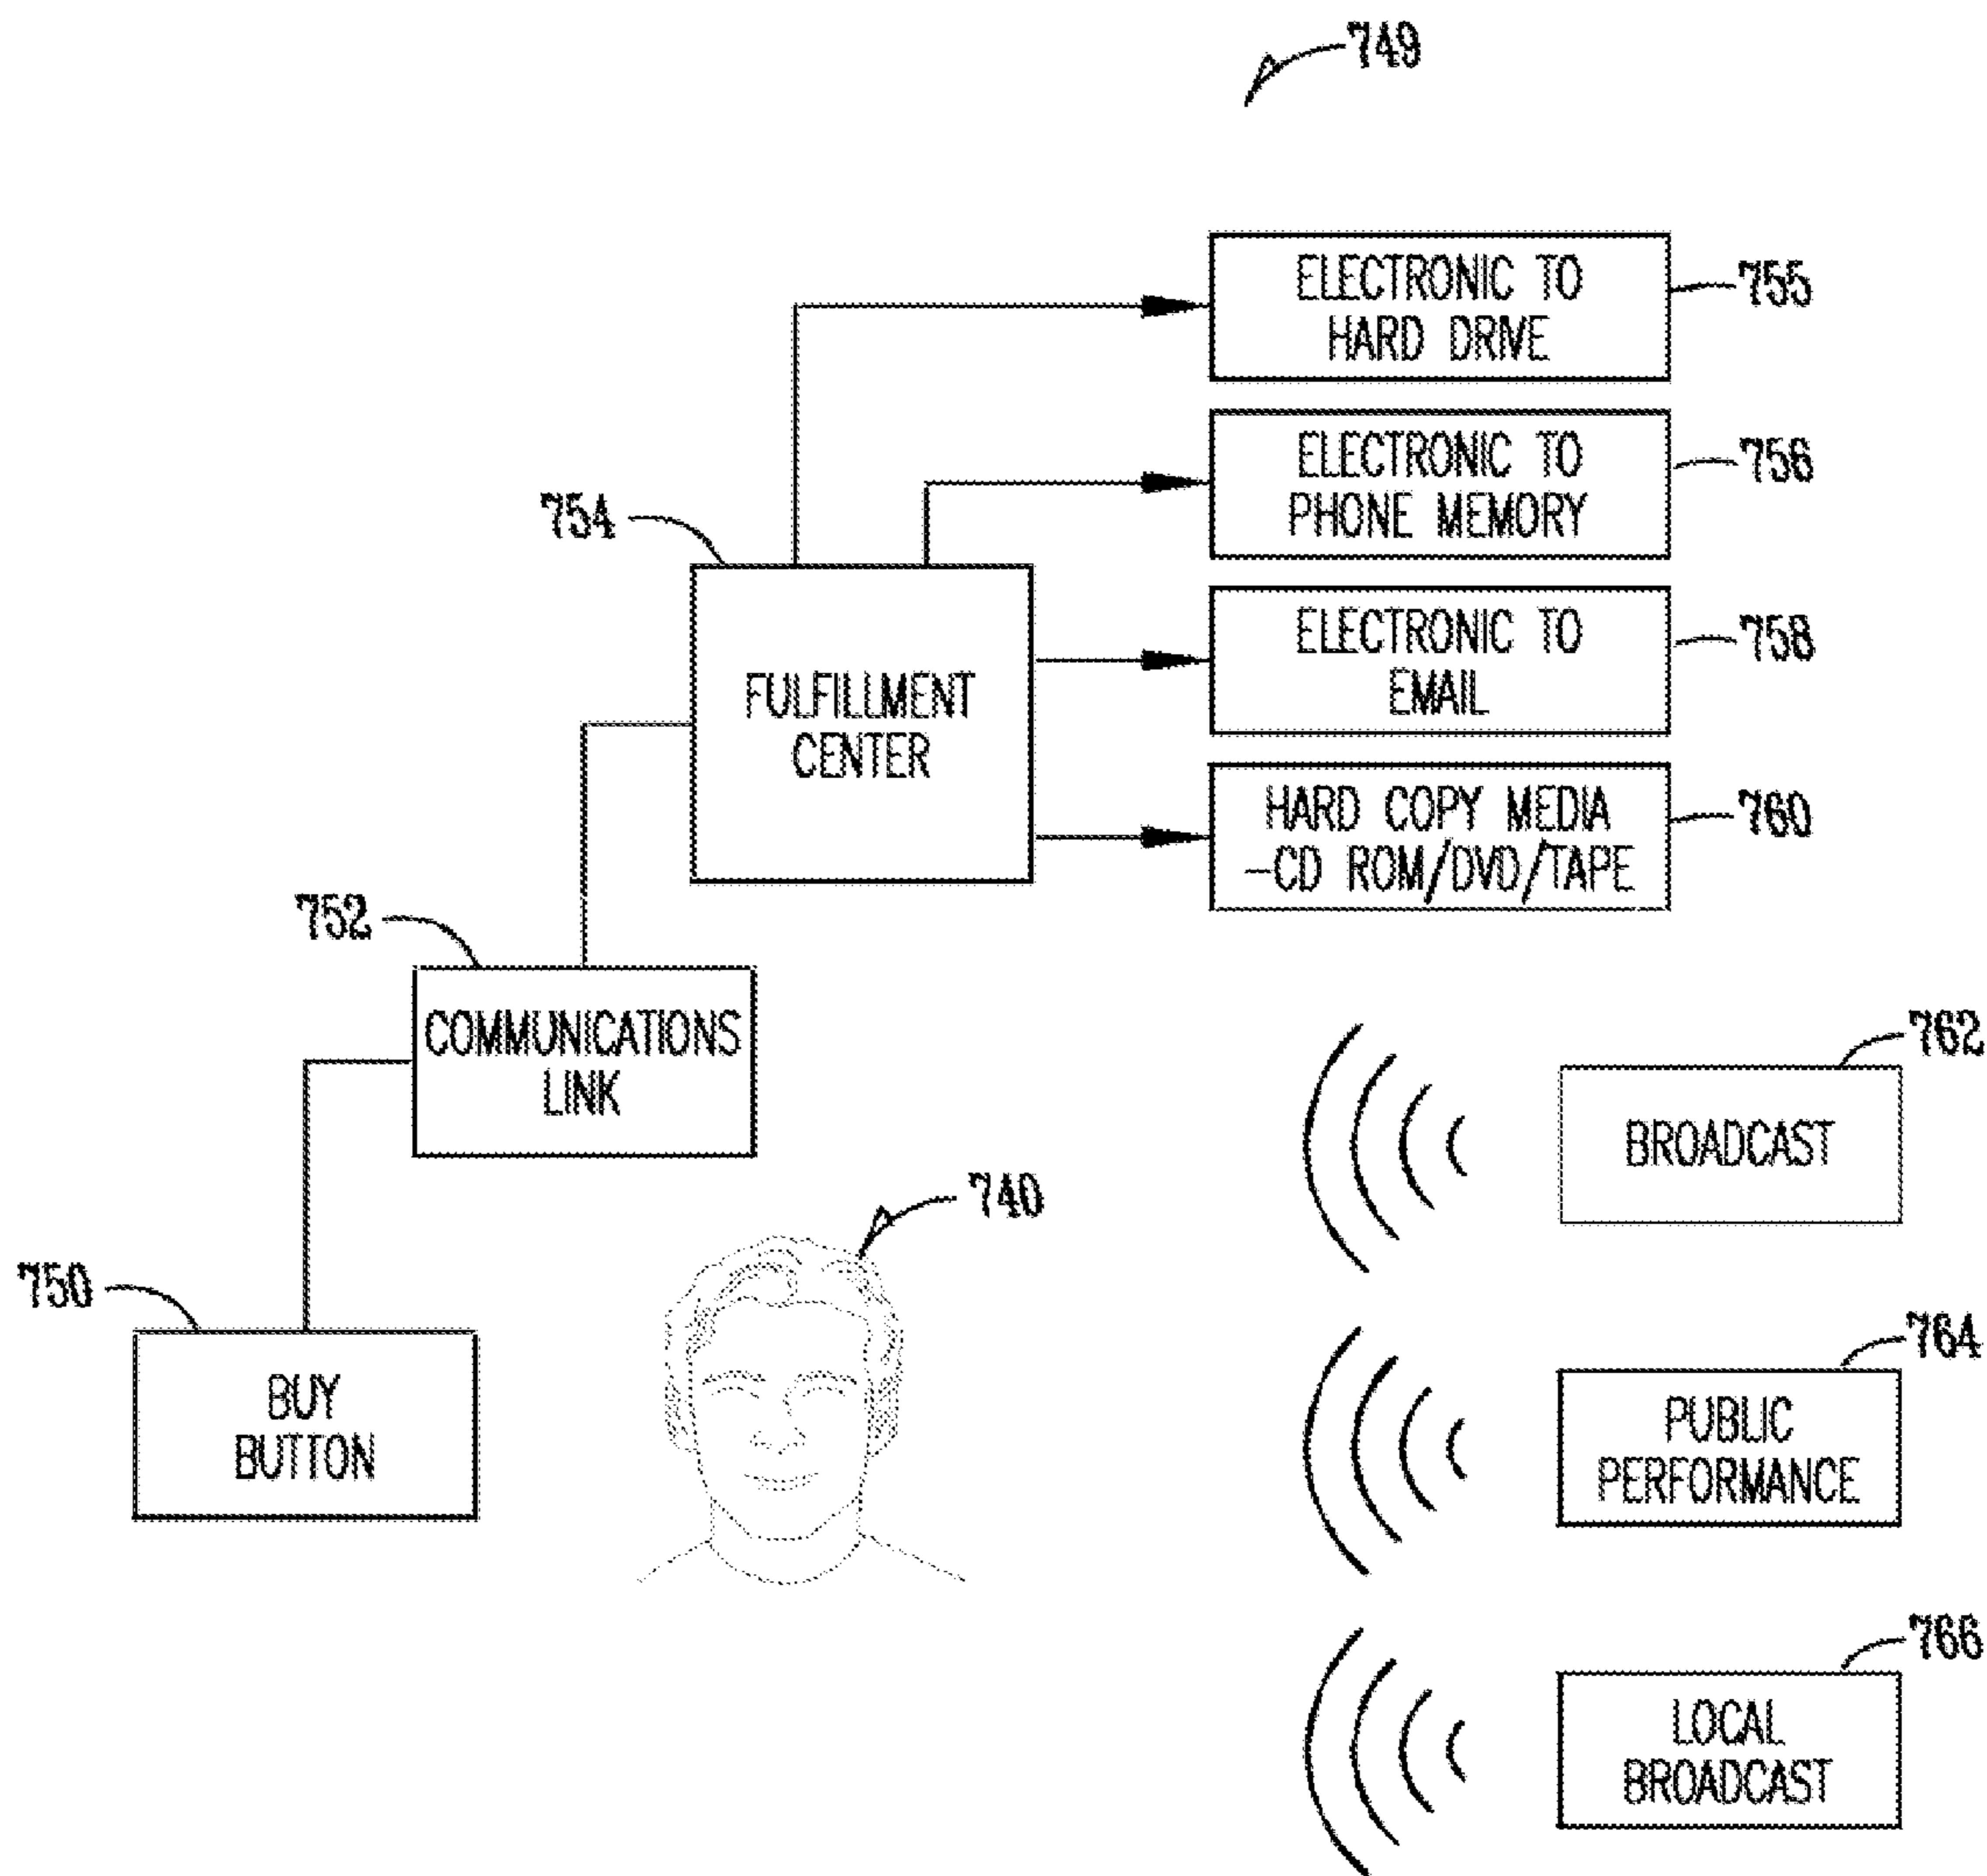 749
ELECTRONIC TO
HARD DRIVE
755
ELECTRONIC TO
PHONE MEMORY
756
754
ELECTRONIC TO
EMAIL
758
FULFILLMENT
CENTER
HARD COPY MEDIA
-CD ROM/DVD/TAPE
760
752
COMMUNICATIONS
LINK
762
BROADCAST
740
750
BUY
BUTTON
764
PUBLIC
PERFORMANCE
766
LOCAL
BROADCAST